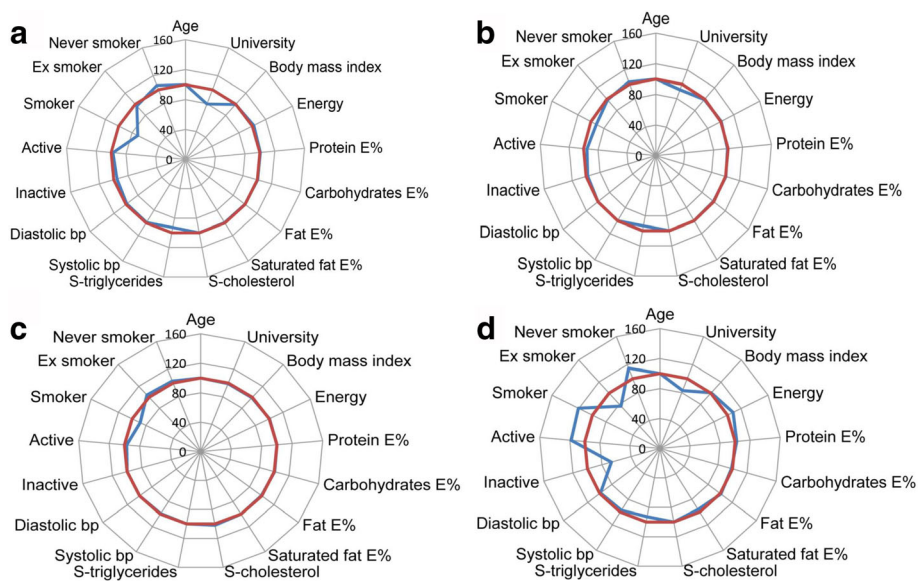 a
Age
University
Body mass index
Energy
Protein E%
Carbohydrates E%
Fat E%
Saturated fat E%
S-cholesterol
S-triglycerides
Systolic bp
Diastolic bp
Inactive
Active
Smoker
Ex smoker
Never smoker
160
120
80
40
0
b
Age
University
Body mass index
Energy
Protein E%
Carbohydrates E%
Fat E%
Saturated fat E%
S-cholesterol
S-triglycerides
Systolic bp
Diastolic bp
Inactive
Active
Smoker
Ex smoker
Never smoker
160
120
80
40
0
c
Age
University
Body mass index
Energy
Protein E%
Carbohydrates E%
Fat E%
Saturated fat E%
S-cholesterol
S-triglycerides
Systolic bp
Diastolic bp
Inactive
Active
Smoker
Ex smoker
Never smoker
160
120
80
40
0
d
Age
University
Body mass index
Energy
Protein E%
Carbohydrates E%
Fat E%
Saturated fat E%
S-cholesterol
S-triglycerides
Systolic bp
Diastolic bp
Inactive
Active
Smoker
Ex smoker
Never smoker
160
120
80
40
0